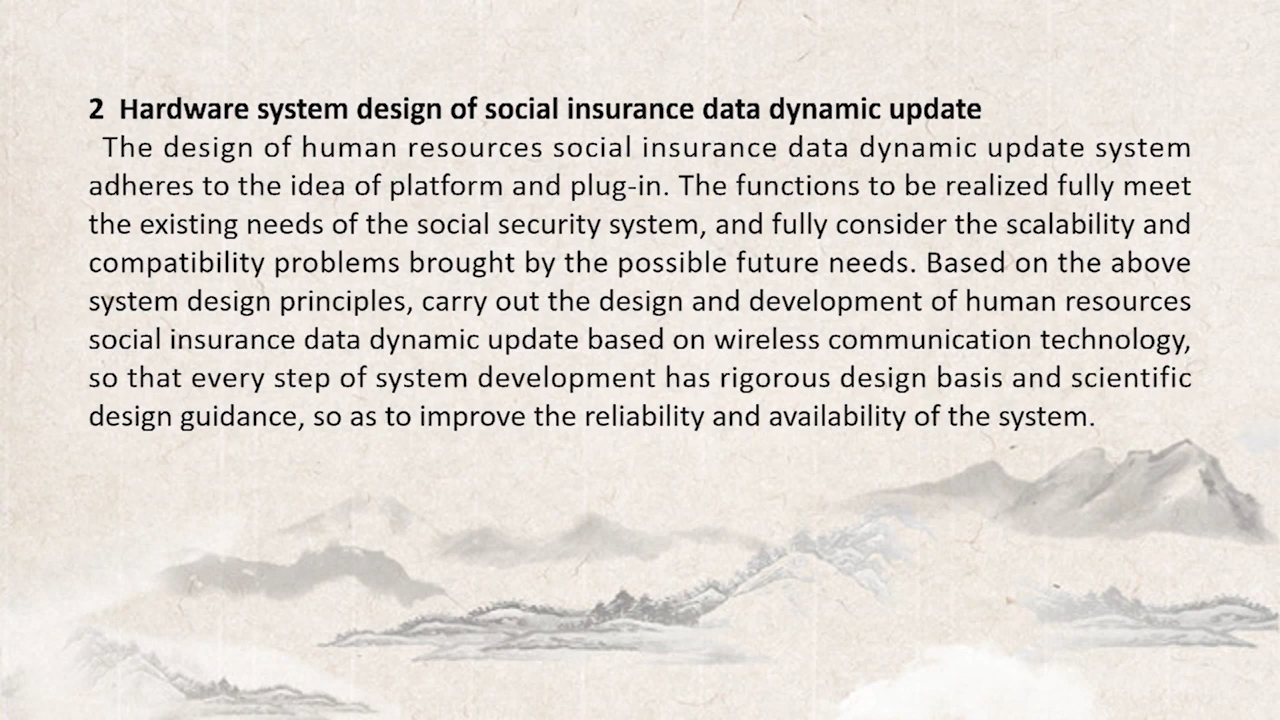 2 Hardware system design of social insurance data dynamic update
The design of human resources social insurance data dynamic update system
adheres to the idea of platform and plug-in. The functions to be realized fully meet
the existing needs of the social security system, and fully consider the scalability and
compatibility problems brought by the possible future needs. Based on the above
system design principles, carry out the design and development of human resources
social insurance data dynamic update based on wireless communication technology,
so that every step of system development has rigorous design basis and scientific
design guidance, so as to improve the reliability and availability of the system.